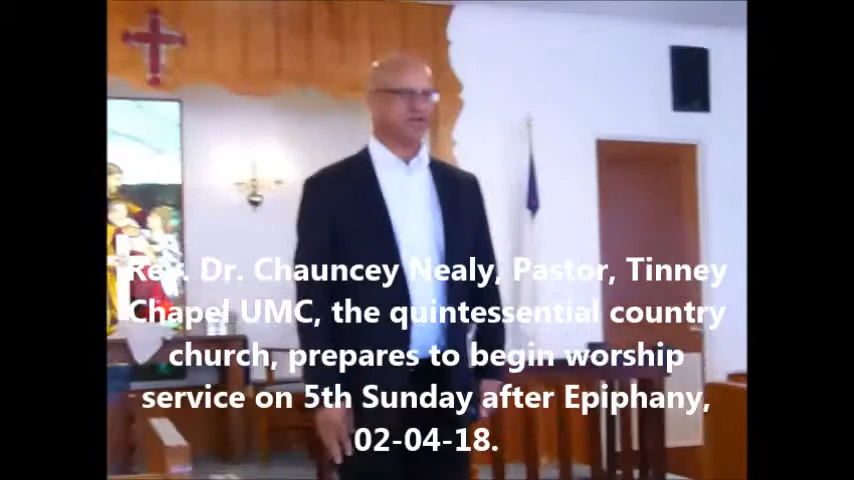 Rev. Dr. Chauncey Nealy, Pastor, Tinney
Chapel UMC, the quintessential country
church, prepares to begin worship
service on 5th Sunday after Epiphany,
02-04-18.